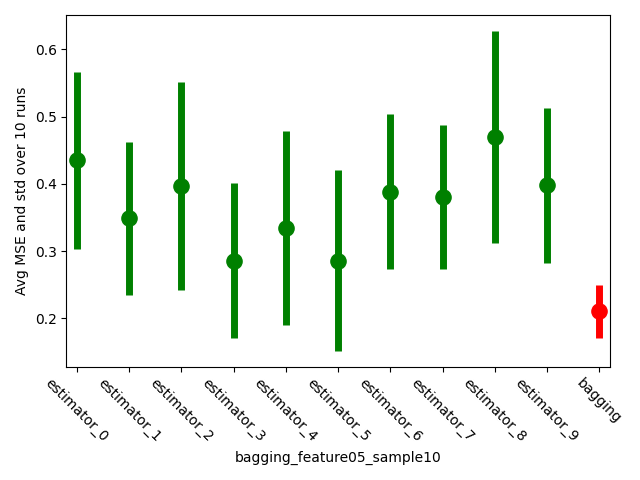 Avg MSE and std over 10 runs
0.6
0.5
0.4
0.3
0.2
estimator_0
estimator_1
estimator_2
estimator_3
estimator_4
estimator_5
estimator_6
estimator_7
estimator_8
estimator_9
bagging
bagging_feature05_sample10